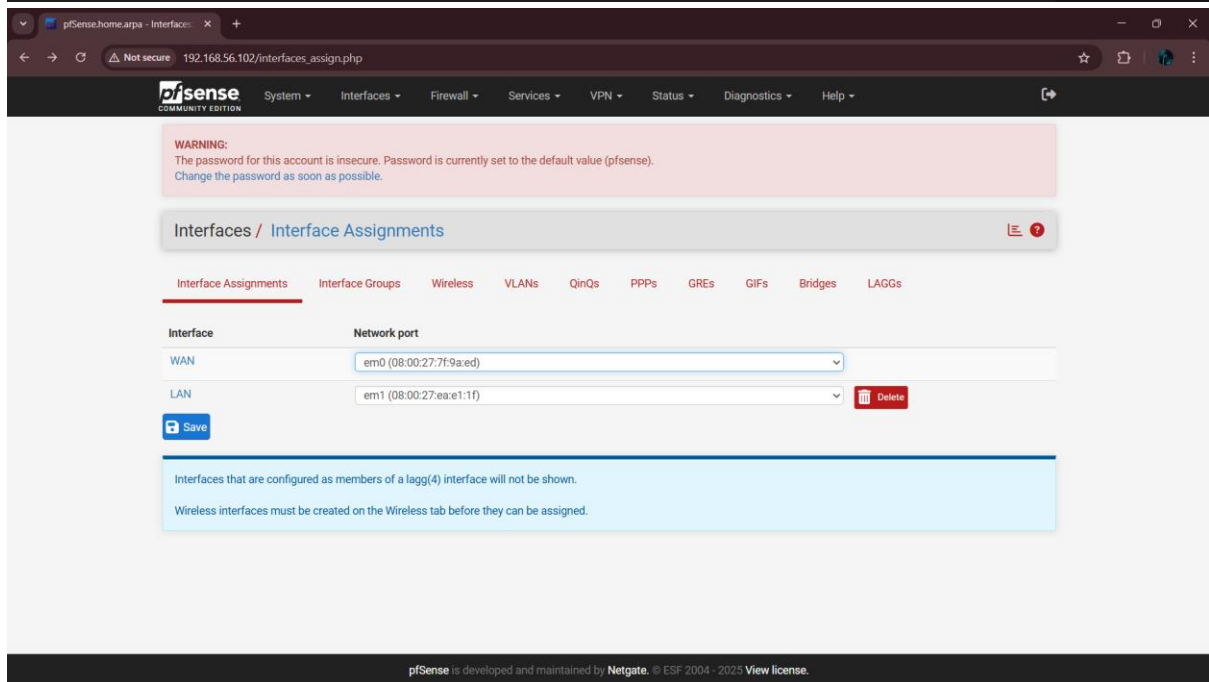 pfSense.home.arpa - Interfaces:
Not secure 192.168.56.102/interfaces_assign.php
pfsense System Interfaces Firewall Services VPN Status Diagnostics Help
COMMUNITY EDITION
WARNING:
The password for this account is insecure. Password is currently set to the default value (pfsense).
Change the password as soon as possible.
Interfaces / Interface Assignments
Interface Assignments Interface Groups Wireless VLANs QinQs PPPs GREs GIFs Bridges LAGGs
Interface Network port
WAN em0 (08:00:27:7f:9a:ed)
LAN em1 (08:00:27:ea:e1:1f) Delete
Save
Interfaces that are configured as members of a lagg(4) interface will not be shown.
Wireless interfaces must be created on the Wireless tab before they can be assigned.
pfSense is developed and maintained by Netgate. © ESF 2004 - 2025 View license.